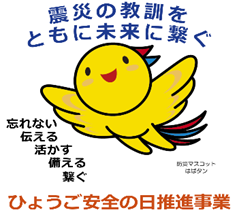 震災の教訓を
ともに未来に繋ぐ
忘れない
伝える
活かす
備える
繋ぐ
防災マスコット
はばタン
ひょうご安全の日推進事業